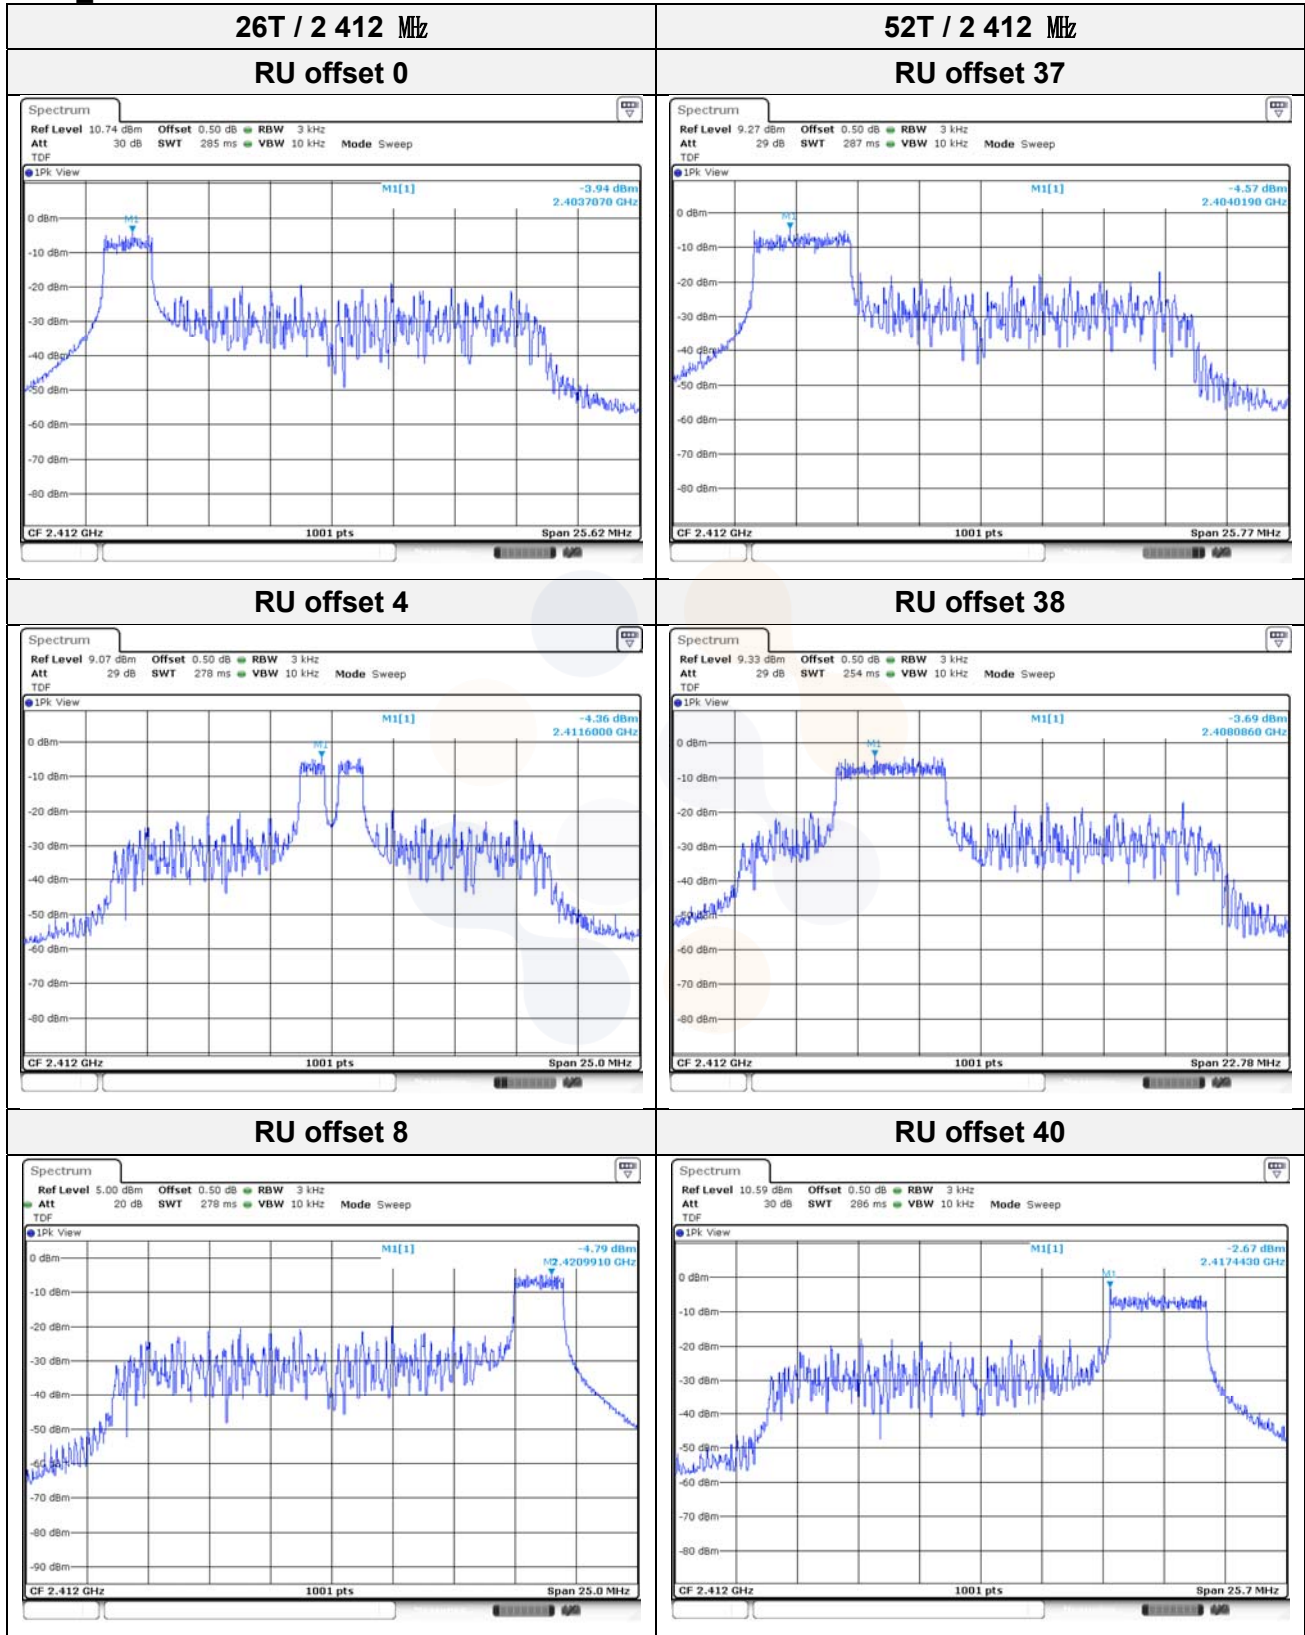 26T / 2 412 ㎒
52T / 2 412 ㎒
RU offset 0
RU offset 37
Spectrum
Ref Level 10.74 dBm Offset 0.50 dB RBW 3 kHz
Att 30 dB SWT 285 ms VBW 10 kHz Mode Sweep
TDF
1Pk View
M1[1] -3.94 dBm
2.4037070 GHz
M1
0 dBm
-10 dBm
-20 dBm
-30 dBm
-40 dBm
-50 dBm
-60 dBm
-70 dBm
-80 dBm
CF 2.412 GHz 1001 pts Span 25.62 MHz
Spectrum
Ref Level 9.27 dBm Offset 0.50 dB RBW 3 kHz
Att 29 dB SWT 287 ms VBW 10 kHz Mode Sweep
TDF
1Pk View
M1[1] -4.57 dBm
2.4040190 GHz
M1
0 dBm
-10 dBm
-20 dBm
-30 dBm
-40 dBm
-50 dBm
-60 dBm
-70 dBm
-80 dBm
CF 2.412 GHz 1001 pts Span 25.77 MHz
RU offset 4
RU offset 38
Spectrum
Ref Level 9.07 dBm Offset 0.50 dB RBW 3 kHz
Att 29 dB SWT 278 ms VBW 10 kHz Mode Sweep
TDF
1Pk View
M1[1] -4.36 dBm
2.4116000 GHz
M1
0 dBm
-10 dBm
-20 dBm
-30 dBm
-40 dBm
-50 dBm
-60 dBm
-70 dBm
-80 dBm
CF 2.412 GHz 1001 pts Span 25.0 MHz
Spectrum
Ref Level 9.33 dBm Offset 0.50 dB RBW 3 kHz
Att 29 dB SWT 254 ms VBW 10 kHz Mode Sweep
TDF
1Pk View
M1[1] -3.69 dBm
2.4080860 GHz
M1
0 dBm
-10 dBm
-20 dBm
-30 dBm
-40 dBm
-50 dBm
-60 dBm
-70 dBm
-80 dBm
CF 2.412 GHz 1001 pts Span 22.78 MHz
RU offset 8
RU offset 40
Spectrum
Ref Level 5.00 dBm Offset 0.50 dB RBW 3 kHz
Att 20 dB SWT 278 ms VBW 10 kHz Mode Sweep
TDF
1Pk View
M1[1] -4.79 dBm
2.4209910 GHz
0 dBm
-10 dBm
-20 dBm
-30 dBm
-40 dBm
-50 dBm
-60 dBm
-70 dBm
-80 dBm
-90 dBm
CF 2.412 GHz 1001 pts Span 25.0 MHz
Spectrum
Ref Level 10.59 dBm Offset 0.50 dB RBW 3 kHz
Att 30 dB SWT 286 ms VBW 10 kHz Mode Sweep
TDF
1Pk View
M1[1] -2.67 dBm
2.4174430 GHz
M1
0 dBm
-10 dBm
-20 dBm
-30 dBm
-40 dBm
-50 dBm
-60 dBm
-70 dBm
-80 dBm
CF 2.412 GHz 1001 pts Span 25.7 MHz